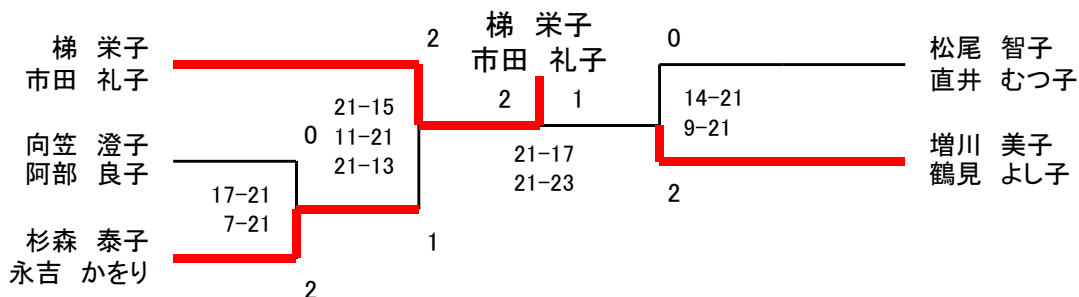 梯　栄子
市田　礼子
2
梯　栄子
市田　礼子
0
松尾　智子
直井　むつ子
2
1
21-15
11-21
21-13
14-21
9-21
向笠　澄子
阿部　良子
0
21-17
21-23
増川　美子
鶴見　よし子
17-21
7-21
2
杉森　泰子
永吉　かをり
1
2